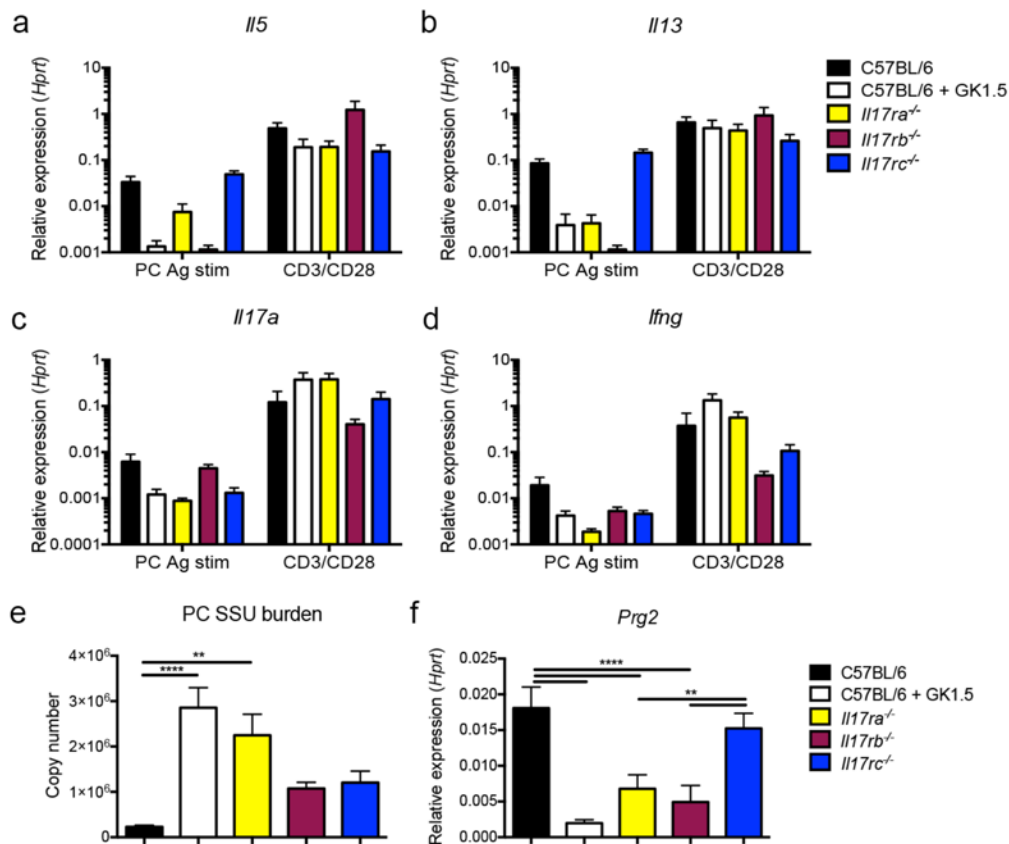 a
Il5
Relative expression (Hprt)
10
1
0.1
0.01
0.001
PC Ag stim
CD3/CD28
b
Il13
Relative expression (Hprt)
10
1
0.1
0.01
0.001
PC Ag stim
CD3/CD28
C57BL/6
C57BL/6 + GK1.5
Il17ra-/-
Il17rb-/-
Il17rc-/-
c
Il17a
Relative expression (Hprt)
1
0.1
0.01
0.001
0.0001
PC Ag stim
CD3/CD28
d
Ifng
Relative expression (Hprt)
10
1
0.1
0.01
0.001
PC Ag stim
CD3/CD28
e
PC SSU burden
Copy number
4×10⁶
3×10⁶
2×10⁶
1×10⁶
0
**
****
f
Prg2
Relative expression (Hprt)
0.025
0.020
0.015
0.010
0.005
0.000
****
**
C57BL/6
C57BL/6 + GK1.5
Il17ra-/-
Il17rb-/-
Il17rc-/-